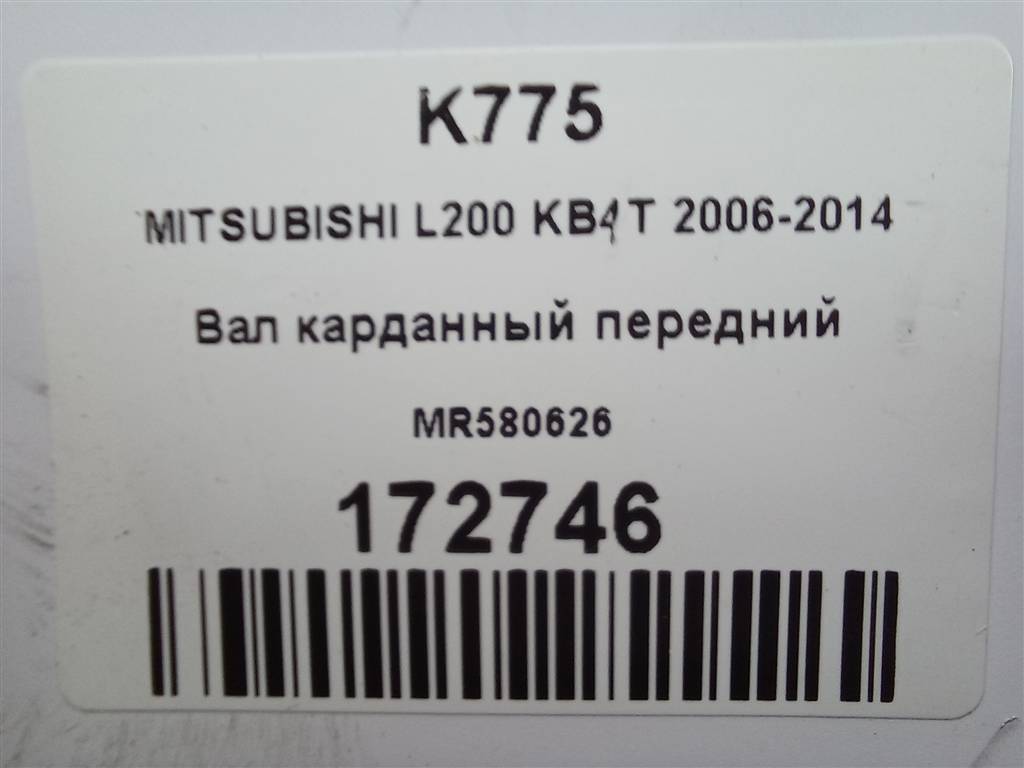 K775
MITSUBISHI L200 KB4T 2006-2014
Вал карданный передний
MR580626
172746